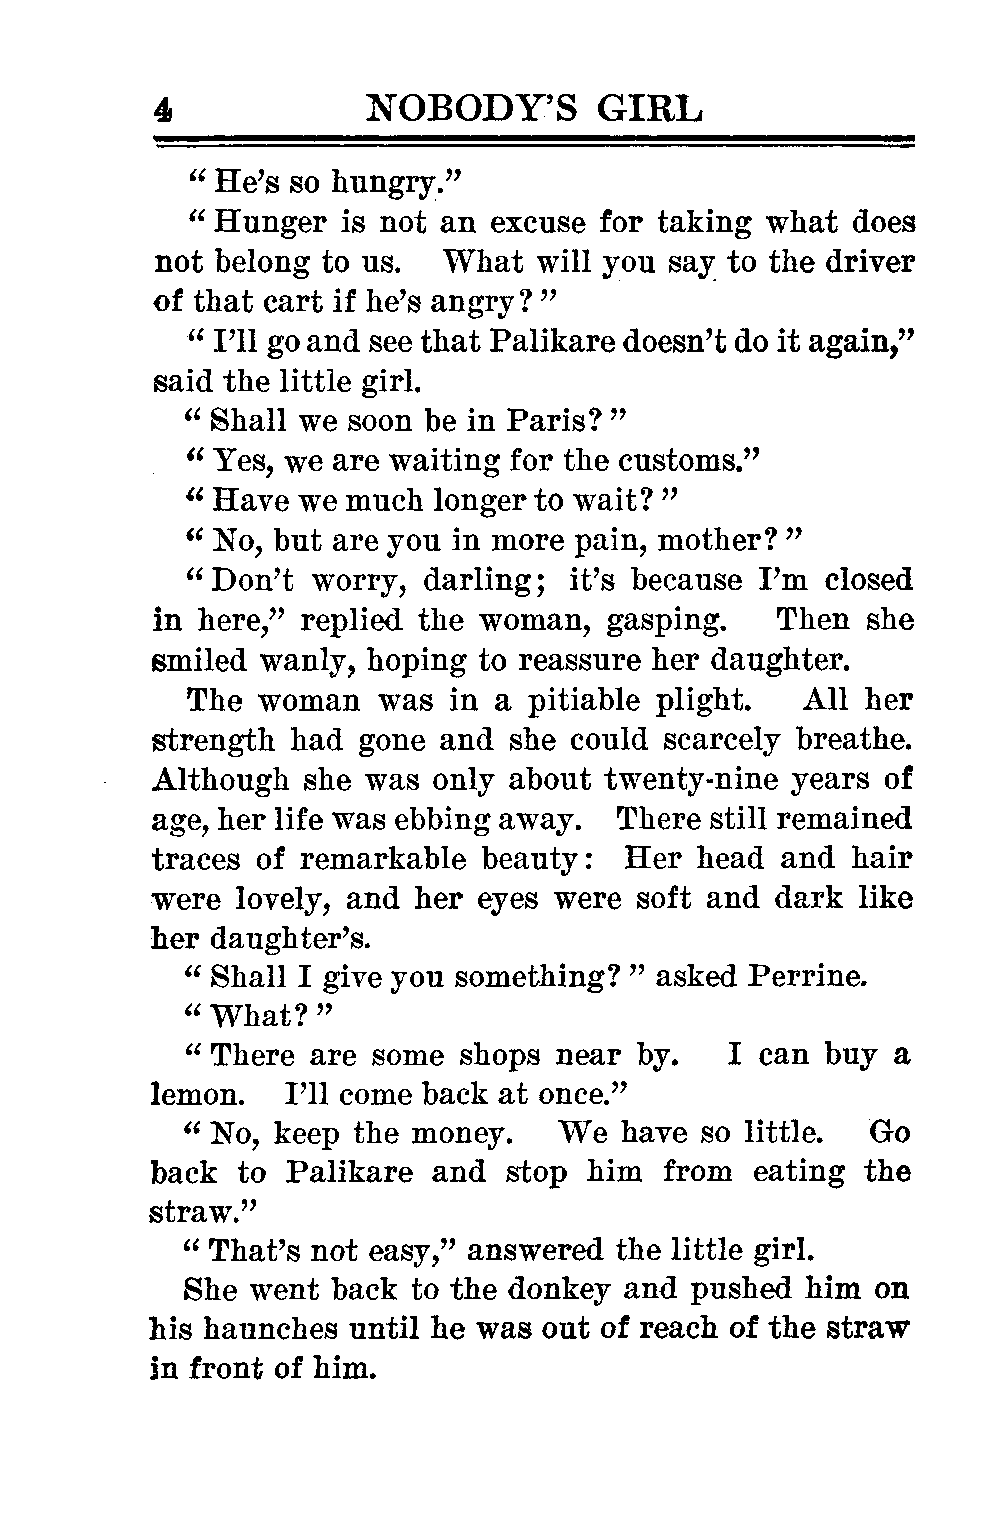 4 NOBODY'S GIRL
"He's so hungry."
"Hunger is not an excuse for taking what does
not belong to us. What will you say to the driver
of that cart if he's angry?"
"I'll go and see that Palikare doesn't do it again,"
said the little girl.
"Shall we soon be in Paris?"
"Yes, we are waiting for the customs."
"Have we much longer to wait?"
"No, but are you in more pain, mother?"
"Don't worry, darling; it's because I'm closed
in here," replied the woman, gasping. Then she
smiled wanly, hoping to reassure her daughter.
The woman was in a pitiable plight. All her
strength had gone and she could scarcely breathe.
Although she was only about twenty-nine years of
age, her life was ebbing away. There still remained
traces of remarkable beauty: Her head and hair
were lovely, and her eyes were soft and dark like
her daughter's.
"Shall I give you something?" asked Perrine.
"What?"
"There are some shops near by. I can buy a
lemon. I'll come back at once."
"No, keep the money. We have so little. Go
back to Palikare and stop him from eating the
straw."
"That's not easy," answered the little girl.
She went back to the donkey and pushed him on
his haunches until he was out of reach of the straw
in front of him.